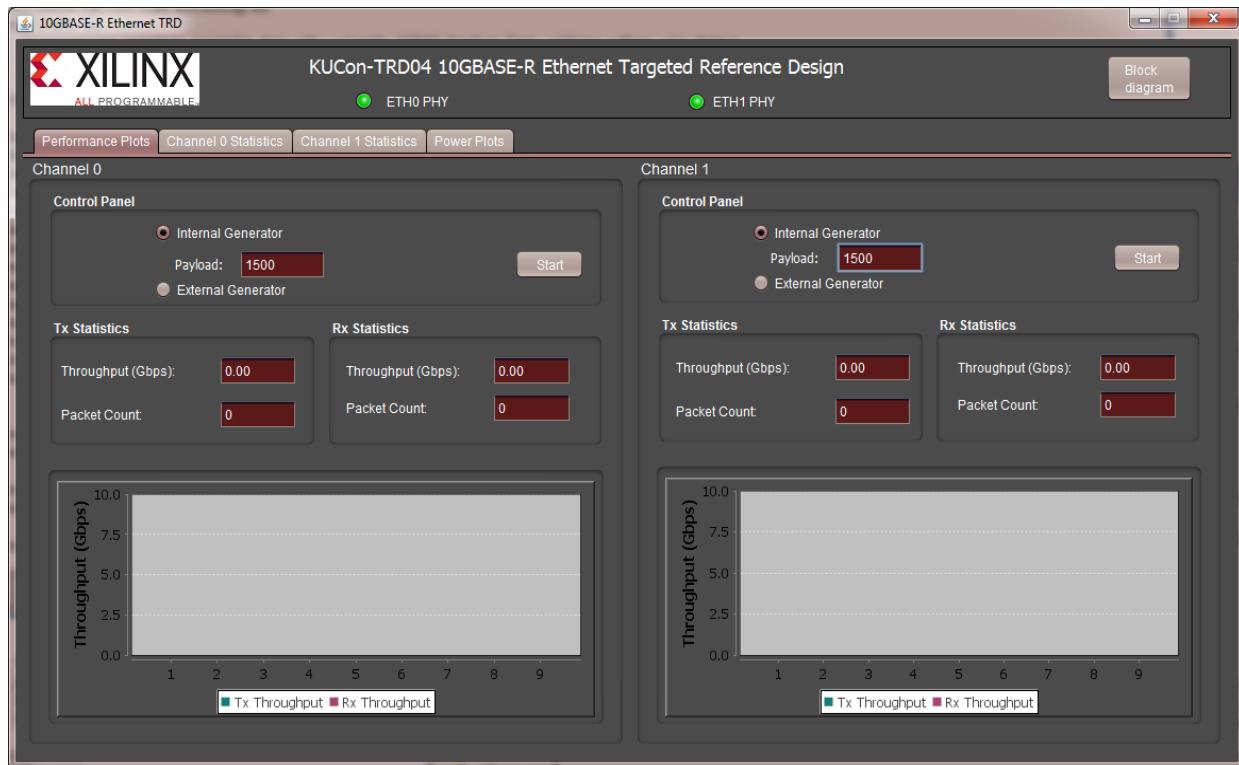 10GBASE-R Ethernet TRD
XILINX
ALL PROGRAMMABLE™
KUCon-TRD04 10GBASE-R Ethernet Targeted Reference Design
ETH0 PHY
ETH1 PHY
Block
diagram
Performance Plots
Channel 0 Statistics
Channel 1 Statistics
Power Plots
Channel 0
Control Panel
Internal Generator
Payload:
1500
Start
External Generator
Tx Statistics
Throughput (Gbps):
0.00
Packet Count:
0
Rx Statistics
Throughput (Gbps):
0.00
Packet Count:
0
Throughput (Gbps)
10.0
7.5
5.0
2.5
0.0
1 2 3 4 5 6 7 8 9
Tx Throughput Rx Throughput
Channel 1
Control Panel
Internal Generator
Payload:
1500
Start
External Generator
Tx Statistics
Throughput (Gbps):
0.00
Packet Count:
0
Rx Statistics
Throughput (Gbps):
0.00
Packet Count:
0
Throughput (Gbps)
10.0
7.5
5.0
2.5
0.0
1 2 3 4 5 6 7 8 9
Tx Throughput Rx Throughput